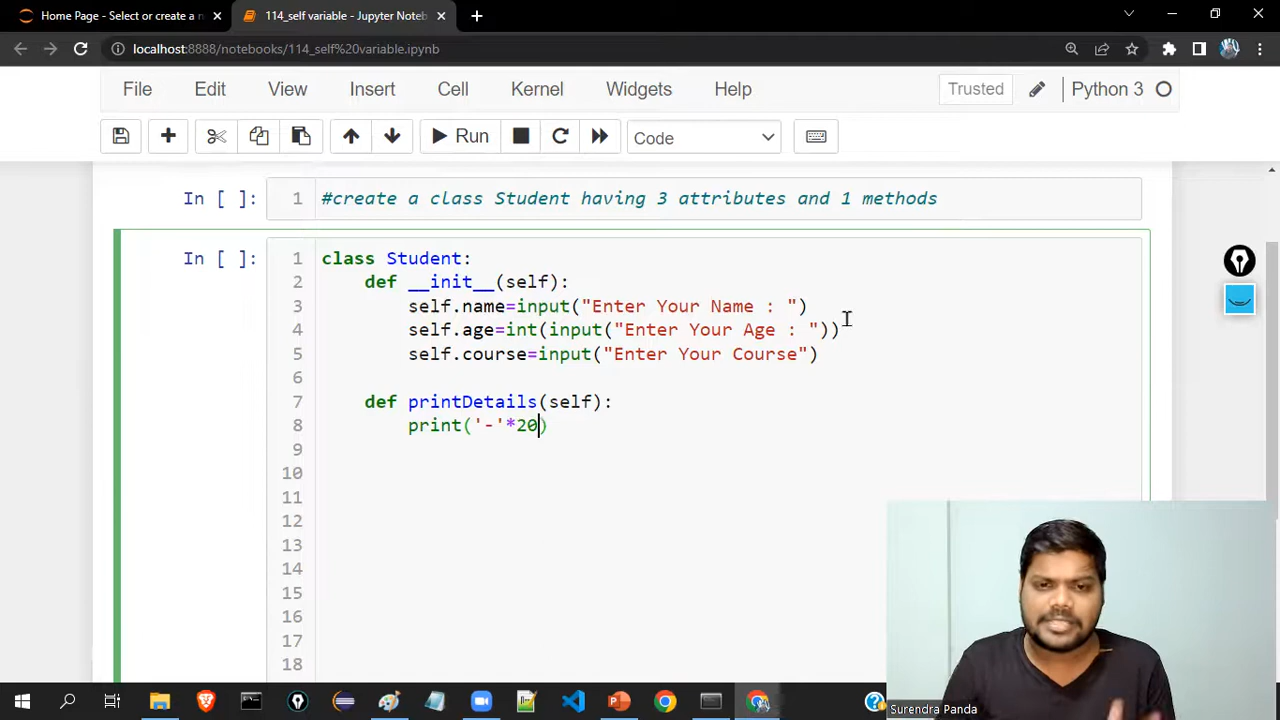 Home Page - Select or create a n
114_self variable - Jupyter Noteb
localhost:8888/notebooks/114_self%20variable.ipynb
File Edit View Insert Cell Kernel Widgets Help Trusted Python 3
Run Code
In [ ]: 1 #create a class Student having 3 attributes and 1 methods
In [ ]: 1 class Student:
2 def __init__(self):
3 self.name=input("Enter Your Name : ")
4 self.age=int(input("Enter Your Age : "))
5 self.course=input("Enter Your Course")
6
7 def printDetails(self):
8 print('-'*20)
9
10
11
12
13
14
15
16
17
18
Surendra Panda